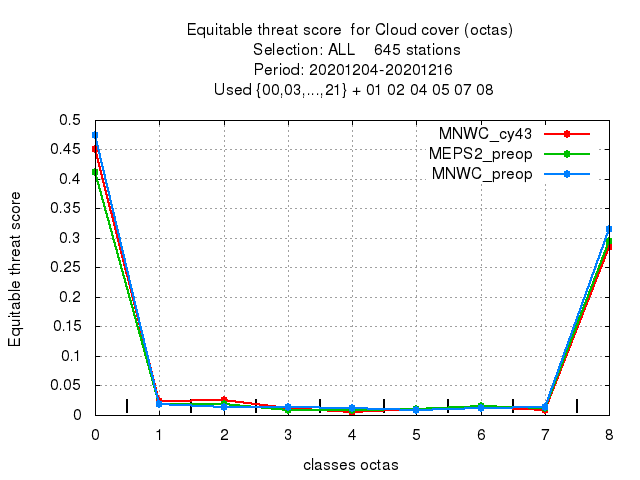 Equitable threat score  for Cloud cover (octas)
Selection: ALL    645 stations
Period: 20201204-20201216
Used {00,03,...,21} + 01 02 04 05 07 08
MNWC_cy43
MEPS2_preop
MNWC_preop
Equitable threat score
0.5
0.45
0.4
0.35
0.3
0.25
0.2
0.15
0.1
0.05
0
0 1 2 3 4 5 6 7 8
classes octas